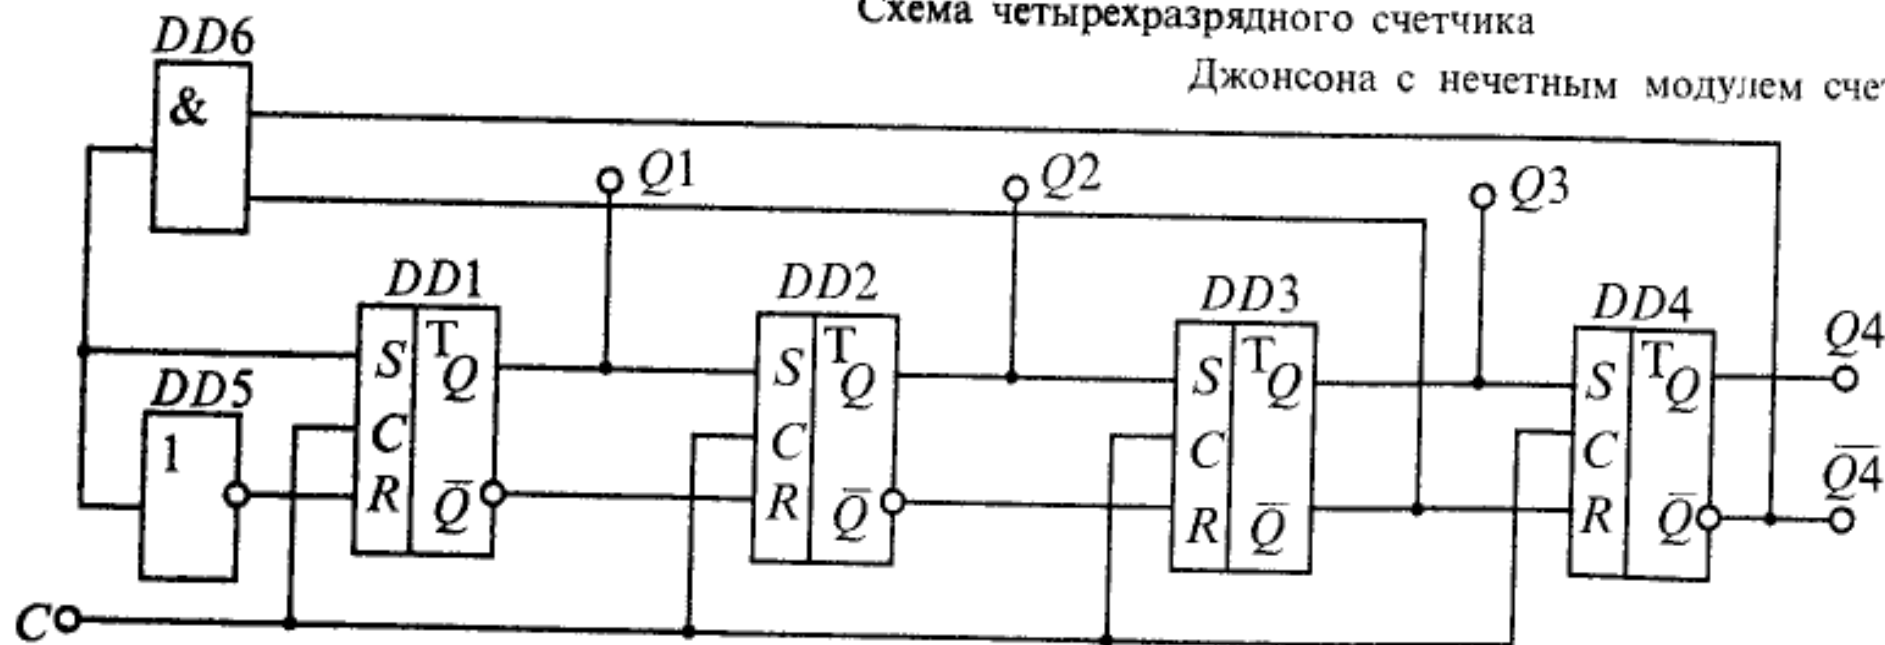 Схема четырехразрядного счетчика
Джонсона с нечетным модулем
DD6
&
Q1
Q2
Q3
DD1
DD2
DD3
DD4
S T Q
C
R Q̅
S T Q
C
R Q̅
S T Q
C
R Q̅
S T Q
C
R Q̅
Q4
Q̅4̅
DD5
1
C